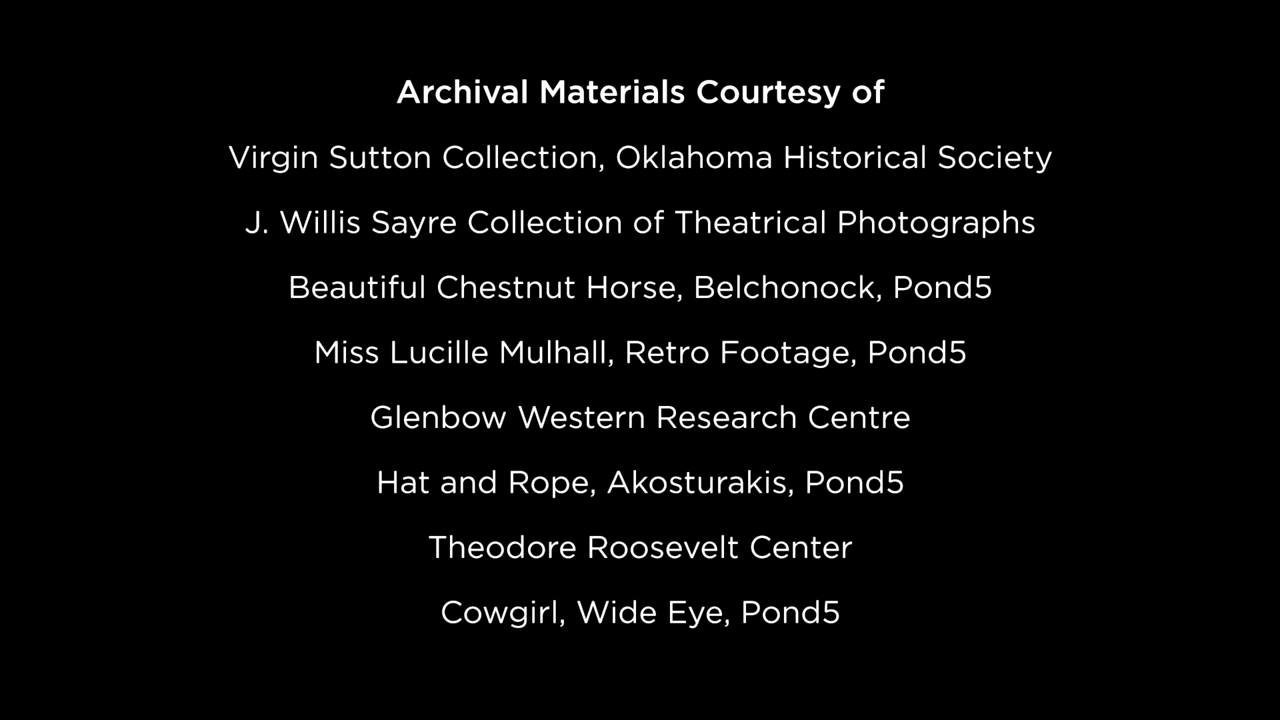 Archival Materials Courtesy of
Virgin Sutton Collection, Oklahoma Historical Society
J. Willis Sayre Collection of Theatrical Photographs
Beautiful Chestnut Horse, Belchonock, Pond5
Miss Lucille Mulhall, Retro Footage, Pond5
Glenbow Western Research Centre
Hat and Rope, Akosturakis, Pond5
Theodore Roosevelt Center
Cowgirl, Wide Eye, Pond5